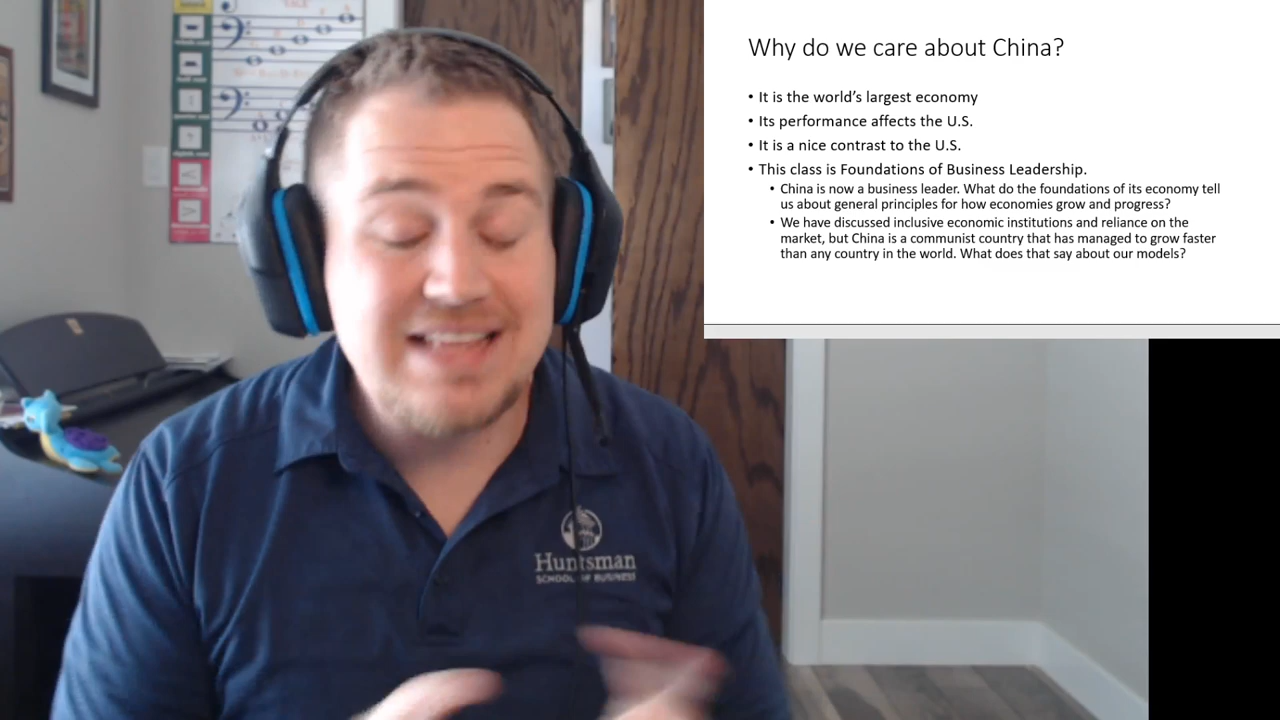 Why do we care about China?
• It is the world's largest economy
• Its performance affects the U.S.
• It is a nice contrast to the U.S.
• This class is Foundations of Business Leadership.
• China is now a business leader. What do the foundations of its economy tell
us about general principles for how economies grow and progress?
• We have discussed inclusive economic institutions and reliance on the
market, but China is a communist country that has managed to grow faster
than any country in the world. What does that say about our models?
Huntsman
SCHOOL OF BUSINESS